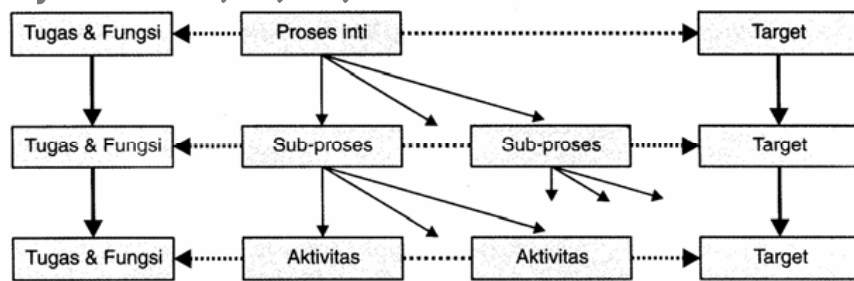 Tugas & Fungsi Proses inti Target
Tugas & Fungsi Sub-proses Sub-proses Target
Tugas & Fungsi Aktivitas Aktivitas Target